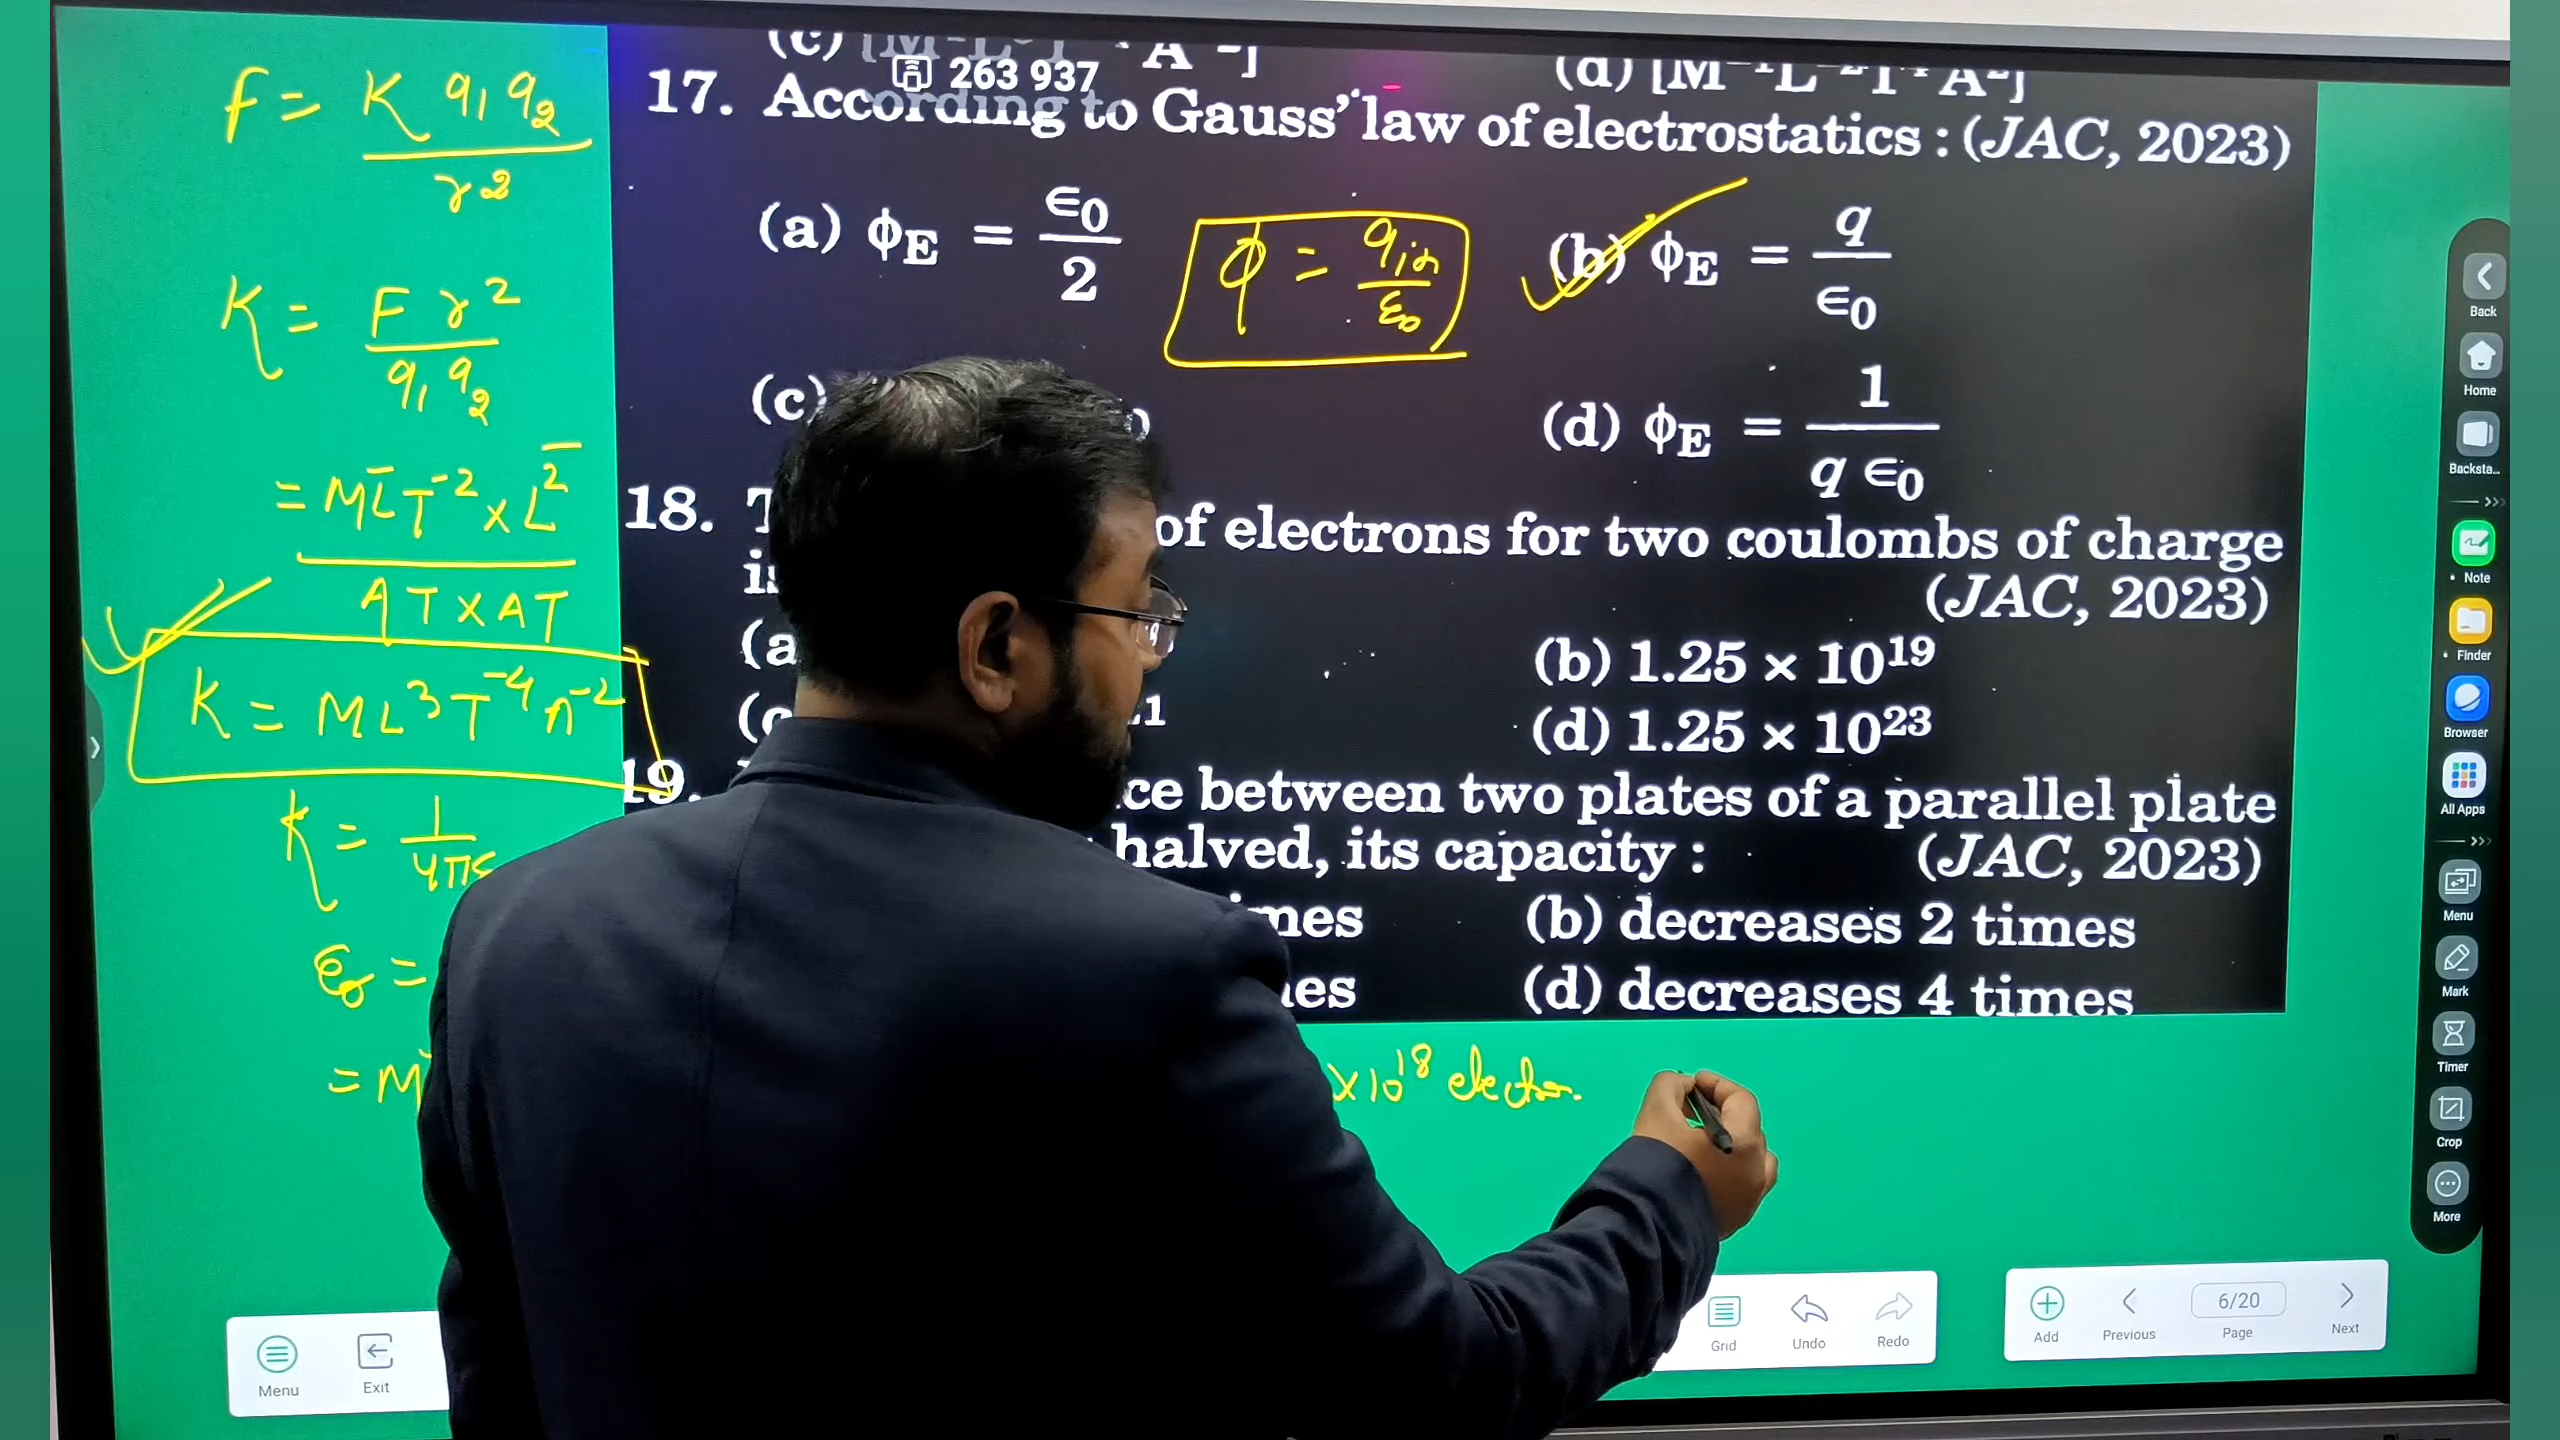 F = K q1 q2 / r2
K = F r2 / q1 q2
= MLT-2 × L2 / AT × AT
K = ML3T-4A-2
K = 1 / 4π
ε0 =
= M
263 937
17. According to Gauss' law of electrostatics : (JAC, 2023)
(a) ϕE = ∈0 / 2
ϕ = qin / ε0
(b) ϕE = q / ∈0
(c)
(d) ϕE = 1 / q ∈0
18. of electrons for two coulombs of charge
(JAC, 2023)
(b) 1.25 × 10^19
(d) 1.25 × 10^23
19. between two plates of a parallel plate
halved, its capacity : (JAC, 2023)
(b) decreases 2 times
(d) decreases 4 times
×10^18 electron.
Back
Home
Backsta...
Note
Finder
Browser
All Apps
Menu
Mark
Timer
Crop
More
Menu
Exit
Grid
Undo
Redo
Add
Previous
6/20
Page
Next